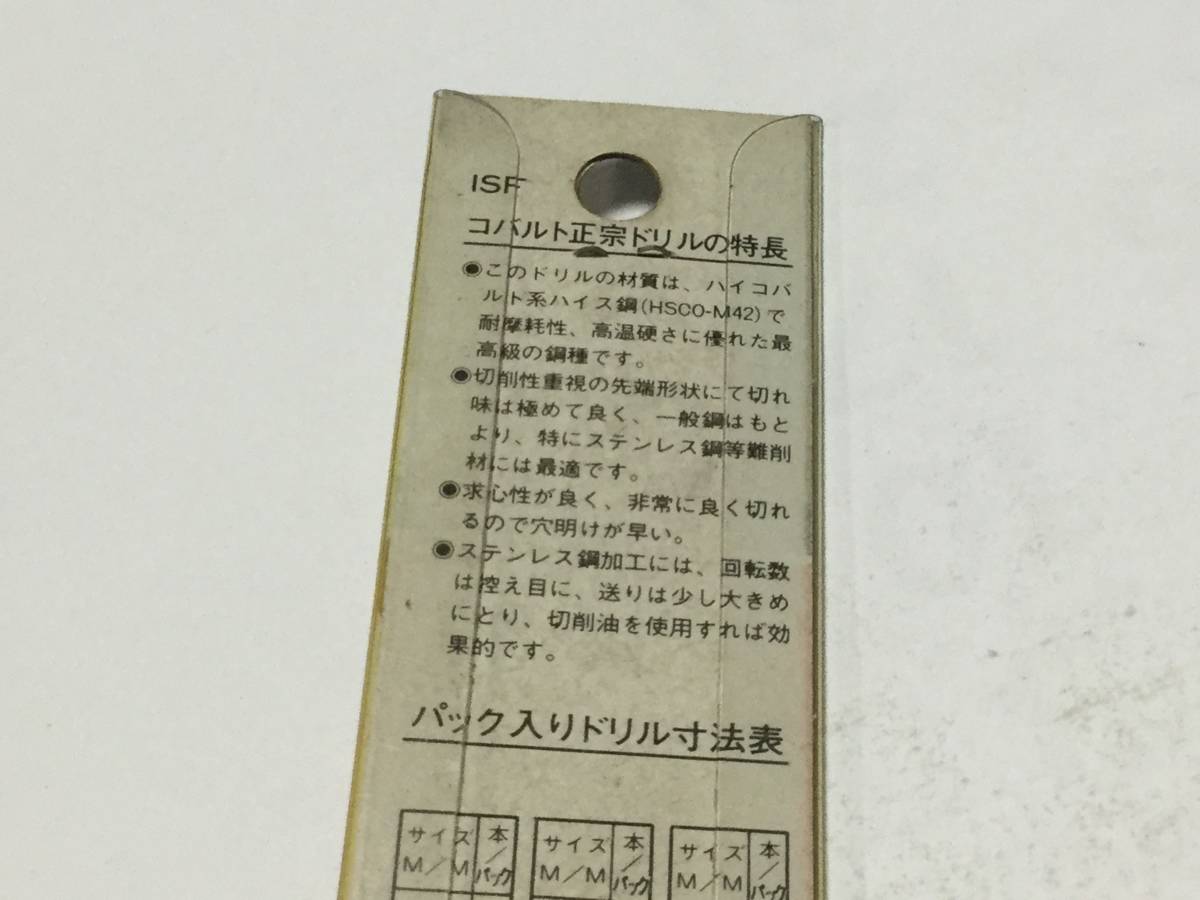 ISF
コバルト正宗ドリルの特長
◉このドリルの材質は、ハイコバ
ルト系ハイス鋼(HSCO-M42)で
耐摩耗性、高温硬さに優れた最
高級の鋼種です。
◉切削性重視の先端形状にて切れ
味は極めて良く、一般鋼はもと
より、特にステンレス鋼等難削
材には最適です。
◉求心性が良く、非常に良く切れ
るので穴明けが早い。
◉ステンレス鋼加工には、回転数
は控え目に、送りは少し大きめ
にとり、切削油を使用すれば効
果的です。
パック入りドリル寸法表
サイズ M/M 本/パック サイズ M/M 本/パック サイズ M/M 本/パック